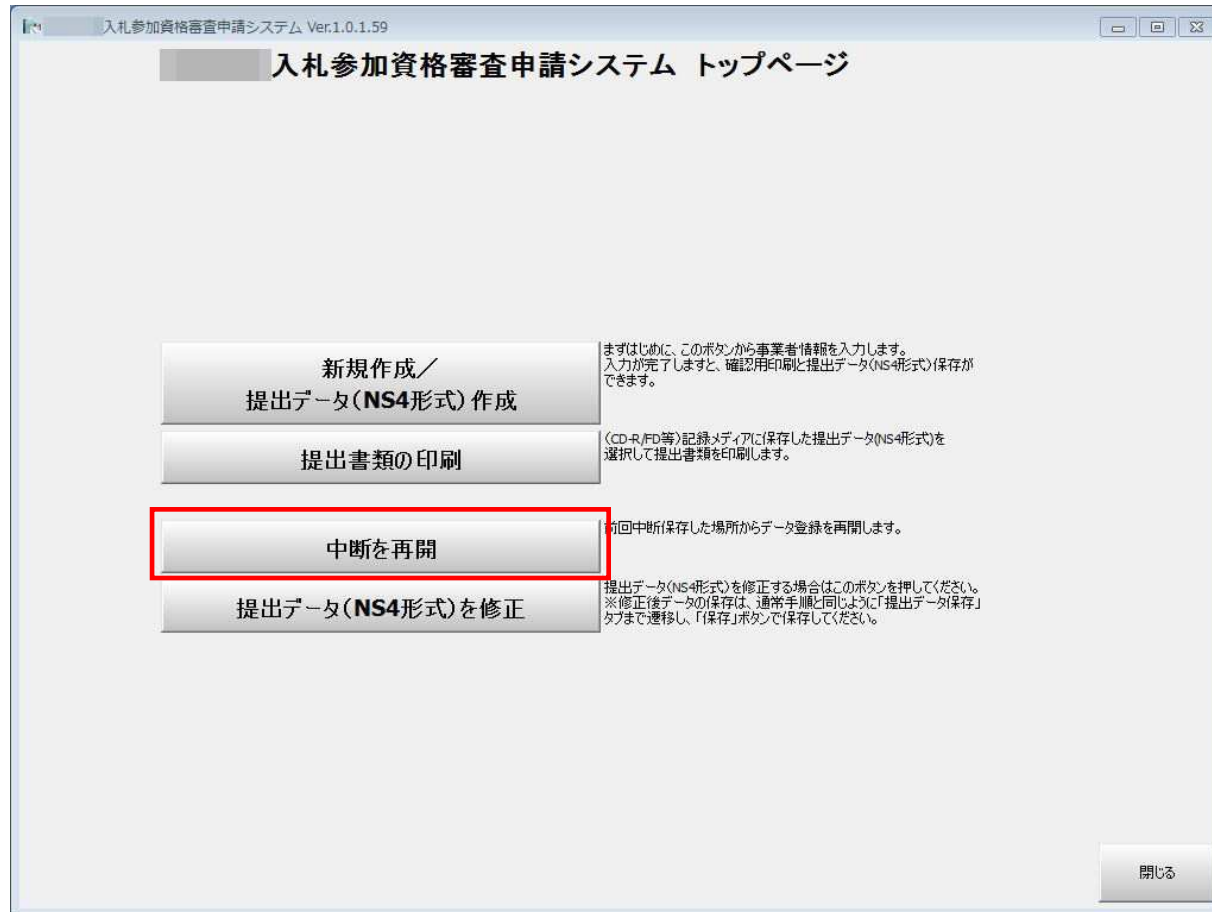 入札参加資格審査申請システム Ver.1.0.1.59
入札参加資格審査申請システム トップページ
新規作成／
提出データ(NS4形式)作成
まずはじめに、このボタンから事業者情報を入力します。
入力が完了しますと、確認用印刷と提出データ(NS4形式)保存が
できます。
提出書類の印刷
(CD-R/FD等)記録メディアに保存した提出データ(NS4形式)を
選択して提出書類を印刷します。
中断を再開
前回中断保存した場所からデータ登録を再開します。
提出データ(NS4形式)を修正
提出データ(NS4形式)を修正する場合はこのボタンを押してください。
※修正後データの保存は、通常手順と同じように「提出データ保存」
タブまで遷移し、「保存」ボタンで保存してください。
閉じる